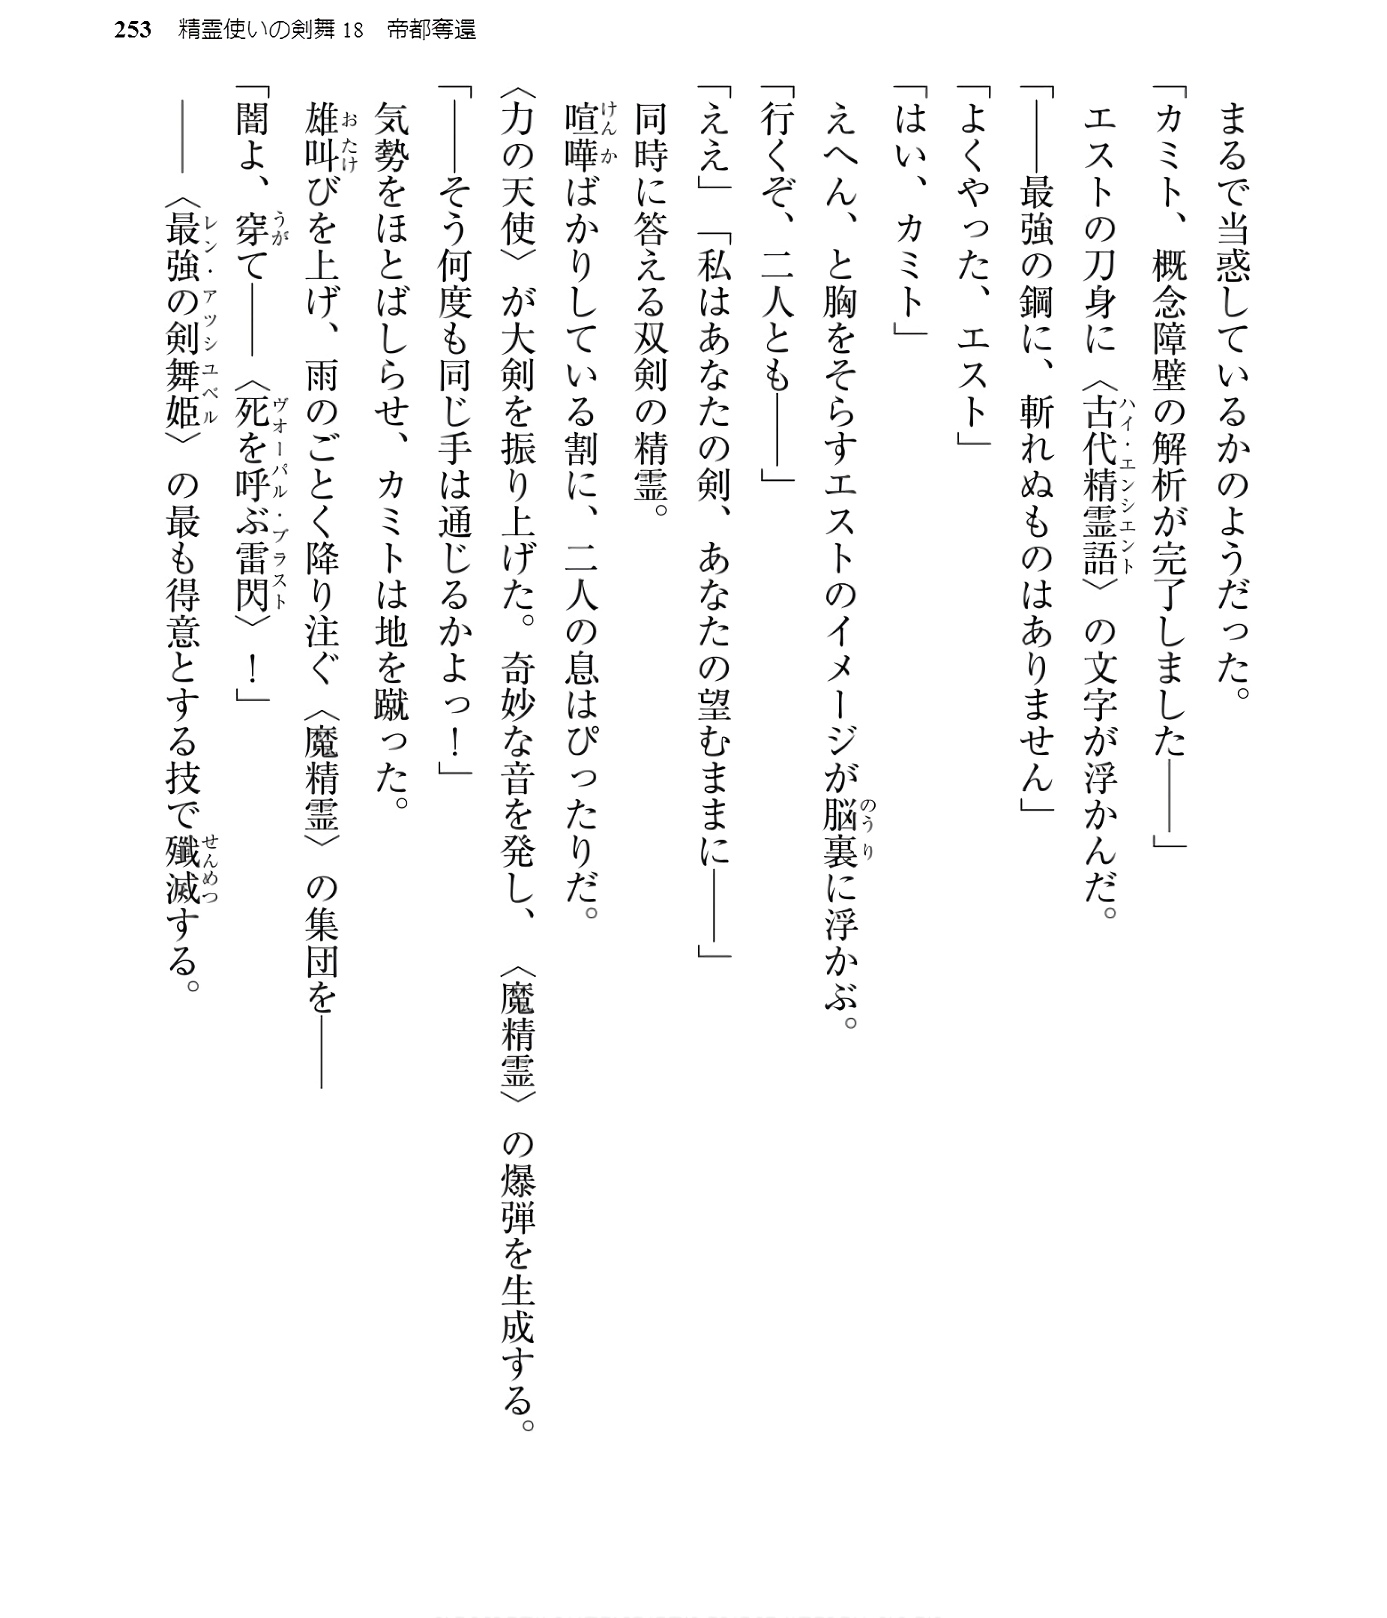 253 精霊使いの剣舞18 帝都奪還
まるで当惑しているかのようだった。
「カミト、概念障壁の解析が完了しました――」
エストの刀身に〈古代精霊語〉の文字が浮かんだ。
ハイ・エンシェント
「――最強の鋼に、斬れぬものはありません」
「よくやった、エスト」
「はい、カミト」
えへん、と胸をそらすエストのイメージが脳裏に浮かぶ。
のうり
「行くぞ、二人とも――」
「ええ」「私はあなたの剣、あなたの望むままに――」
同時に答える双剣の精霊。
喧嘩ばかりしている割に、二人の息はぴったりだ。
けんか
〈力の天使〉が大剣を振り上げた。奇妙な音を発し、〈魔精霊〉の爆弾を生成する。
「――そう何度も同じ手は通じるかよっ！」
気勢をほとばしらせ、カミトは地を蹴った。
雄叫びを上げ、雨のごとく降り注ぐ〈魔精霊〉の集団を――
おたけ
「闇よ、穿て――〈死を呼ぶ雷閃〉！」
うが ヴォーパル・ブラスト
――〈最強の剣舞姫〉の最も得意とする技で殲滅する。
レン・アッシュベル せんめつ